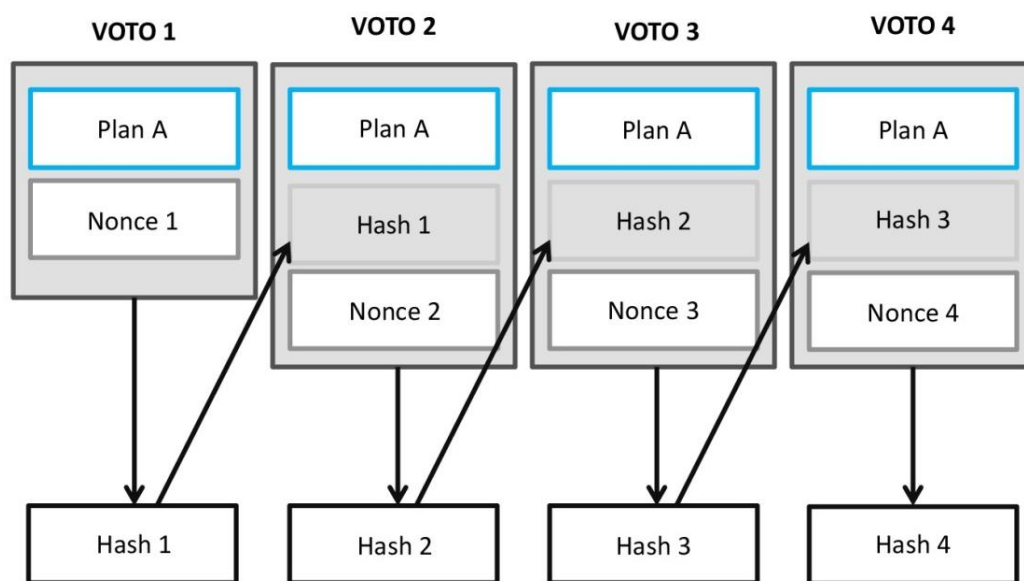 VOTO 1
VOTO 2
VOTO 3
VOTO 4
Plan A
Plan A
Plan A
Plan A
Nonce 1
Hash 1
Hash 2
Hash 3
Nonce 2
Nonce 3
Nonce 4
Hash 1
Hash 2
Hash 3
Hash 4